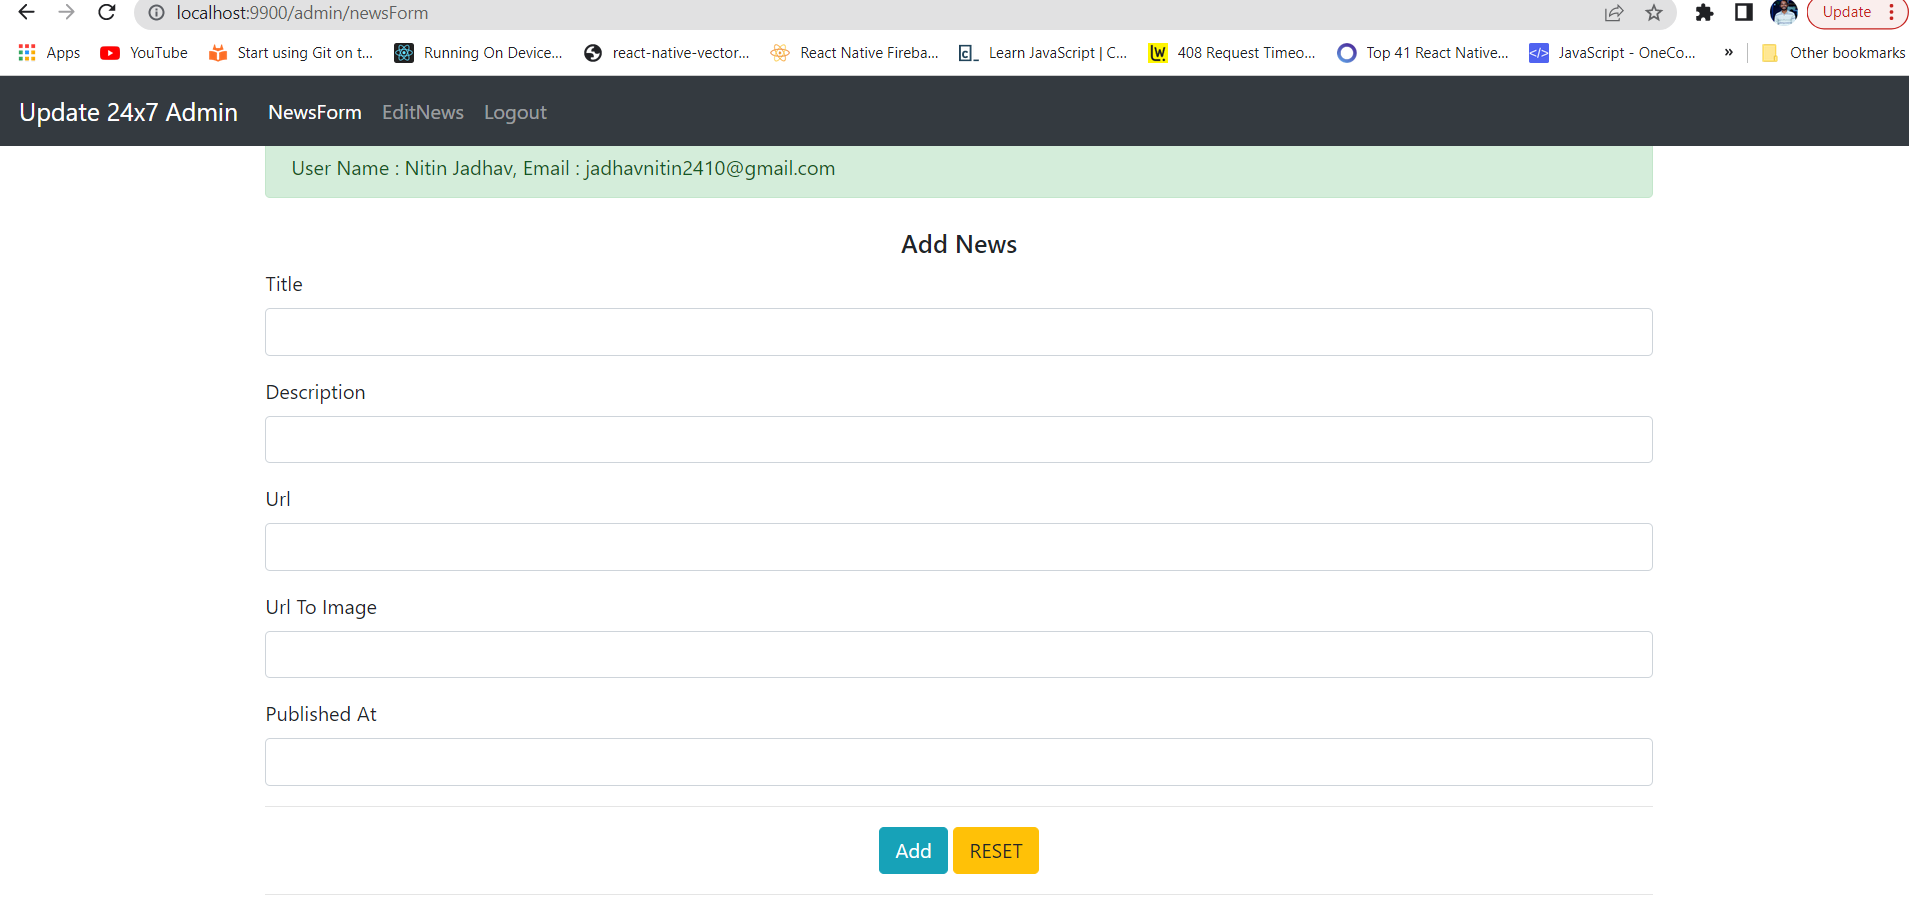 localhost:9900/admin/newsForm
Update
Apps YouTube Start using Git on t... Running On Device... react-native-vector... React Native Fireba... Learn JavaScript | C... 408 Request Timeo... Top 41 React Native... JavaScript - OneCo... » Other bookmarks
Update 24x7 Admin NewsForm EditNews Logout
User Name : Nitin Jadhav, Email : jadhavnitin2410@gmail.com
Add News
Title
Description
Url
Url To Image
Published At
Add RESET